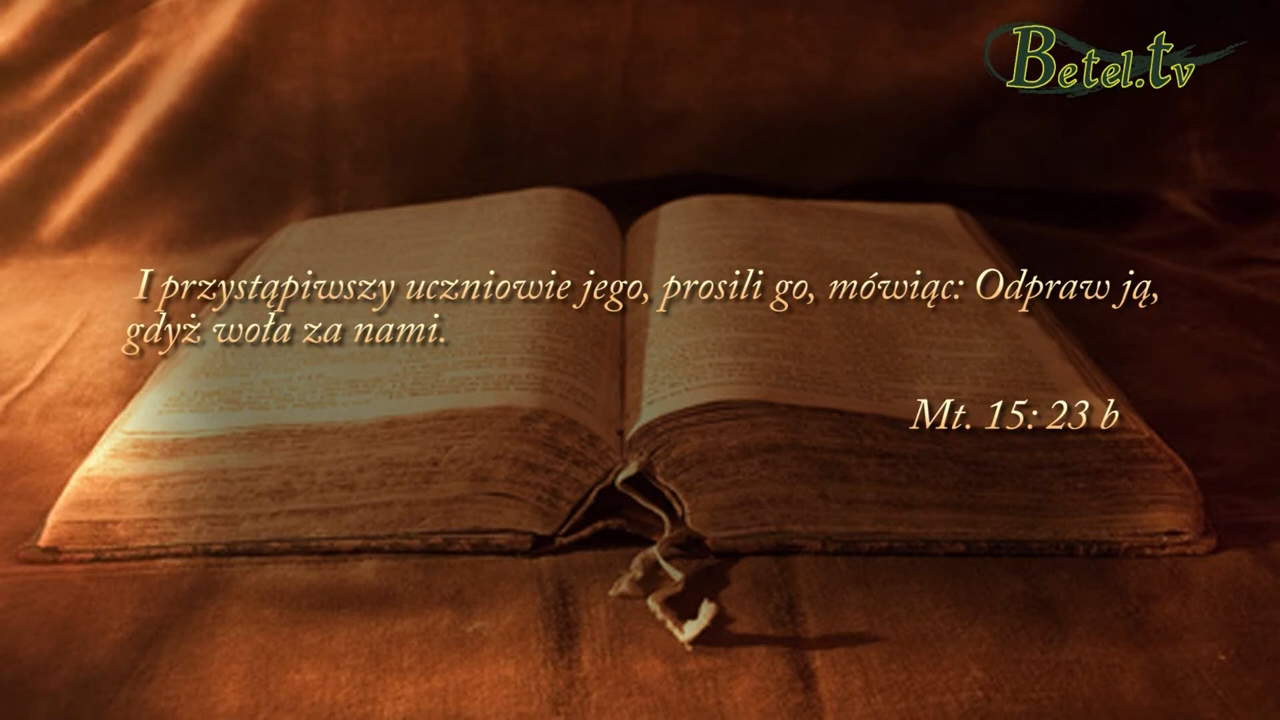 Betel.tv
I przystąpiwszy uczniowie jego, prosili go, mówiąc: Odpraw ją,
gdyż woła za nami.
Mt. 15: 23 b